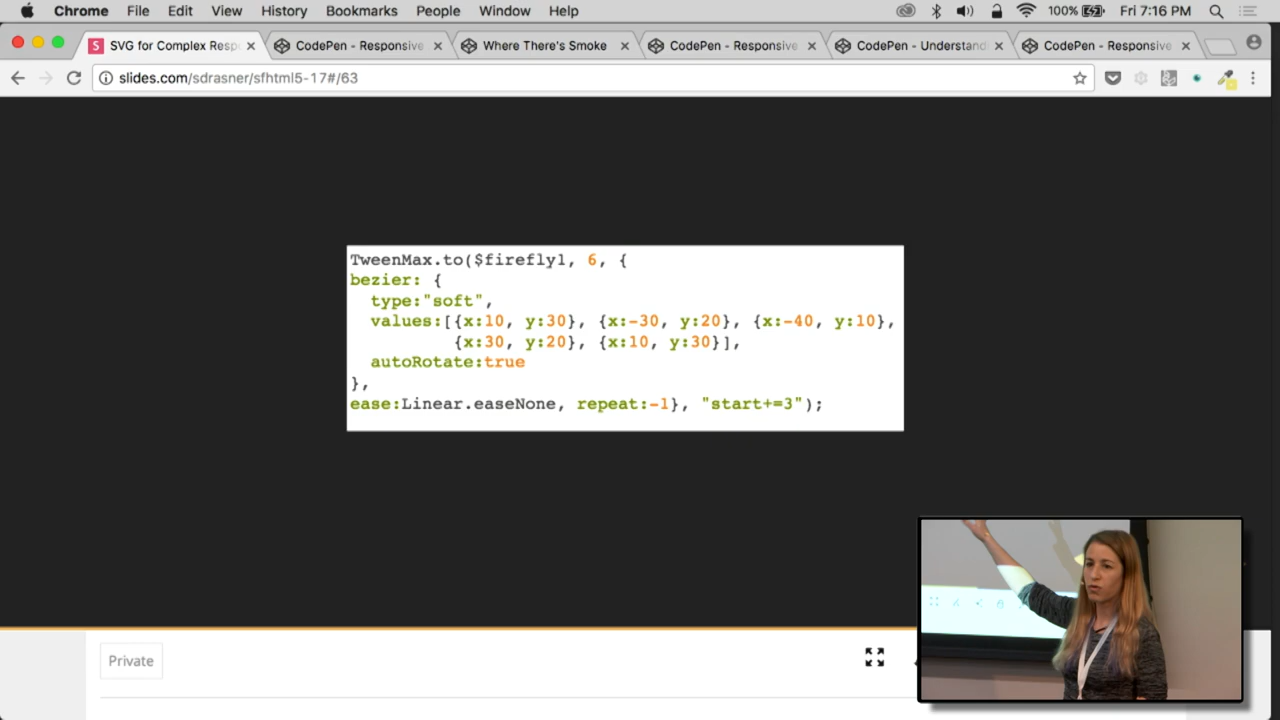 Chrome File Edit View History Bookmarks People Window Help 100% Fri 7:16 PM
S SVG for Complex Resp CodePen - Responsive Where There's Smoke CodePen - Responsive CodePen - Understand CodePen - Responsive
slides.com/sdrasner/sfhtml5-17#/63
TweenMax.to($firefly1, 6, {
bezier: {
type:"soft",
values:[{x:10, y:30}, {x:-30, y:20}, {x:-40, y:10},
{x:30, y:20}, {x:10, y:30}],
autoRotate:true
},
ease:Linear.easeNone, repeat:-1}, "start+=3");
Private